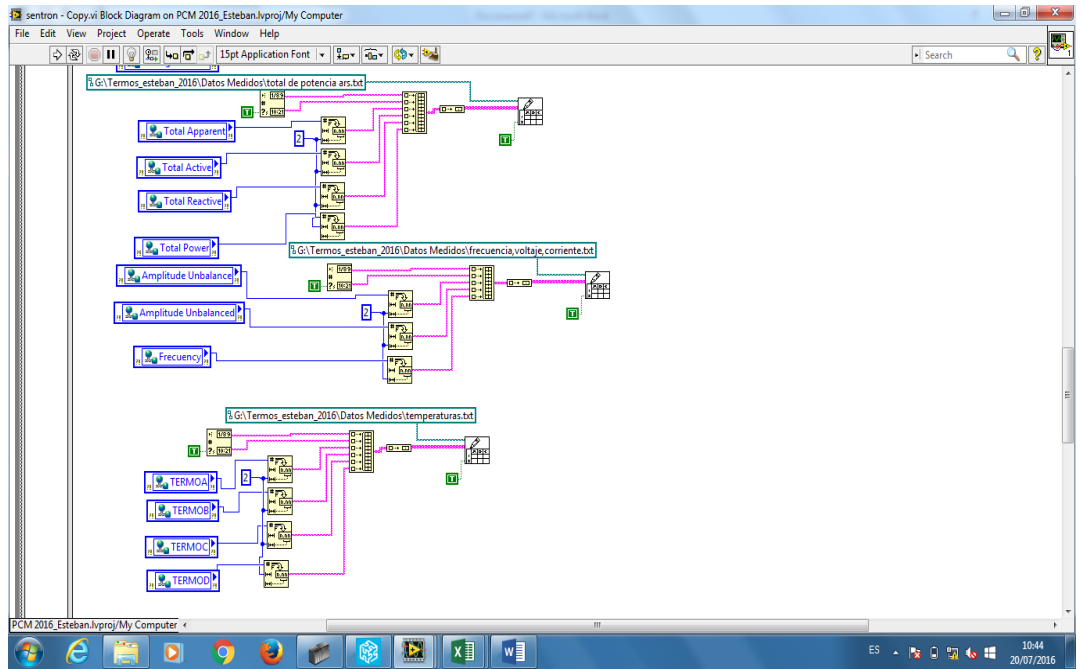 sentron - Copy.vi Block Diagram on PCM 2016_Esteban.lvproj/My Computer
File Edit View Project Operate Tools Window Help
15pt Application Font
Search
G:\Termos_esteban_2016\Datos Medidos\total de potencia ars.txt
Total Apparent
2
Total Active
Total Reactive
Total Power
G:\Termos_esteban_2016\Datos Medidos\frecuencia,voltaje,corriente.txt
Amplitude Unbalance
Amplitude Unbalanced
2
Frecuency
G:\Termos_esteban_2016\Datos Medidos\temperaturas.txt
TERMOA
2
TERMOB
TERMOC
TERMOD
PCM 2016_Esteban.lvproj/My Computer
ES
10:44
20/07/2016